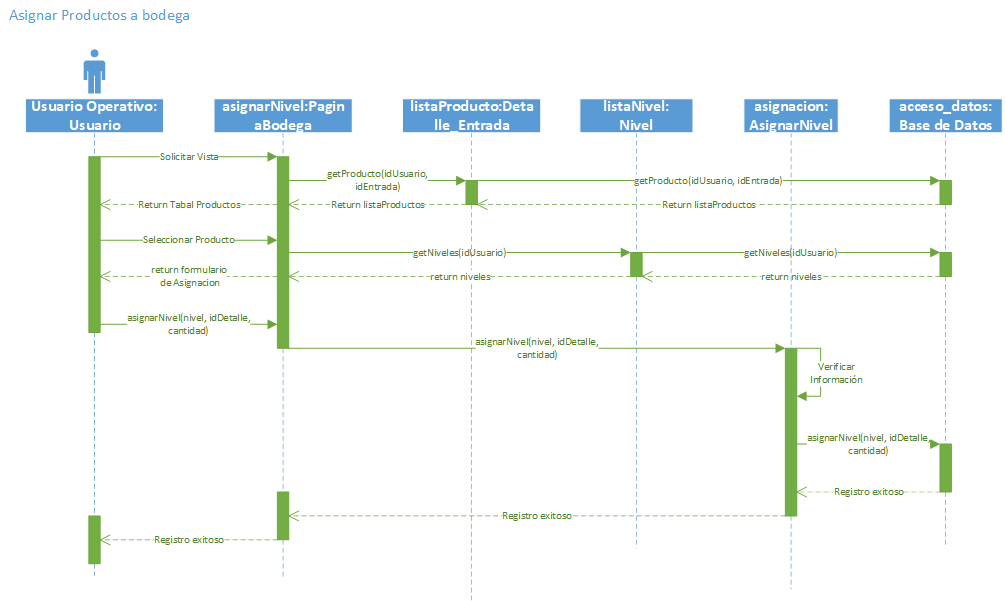 Asignar Productos a bodega
Usuario Operativo:
Usuario
asignarNivel:Pagin
aBodega
listaProducto:Deta
lle_Entrada
listaNivel:
Nivel
asignacion:
AsignarNivel
acceso_datos:
Base de Datos
Solicitar Vista
getProducto(idUsuario,
idEntrada)
getProducto(idUsuario, idEntrada)
Return Tabal Productos
Return listaProductos
Return listaProductos
Seleccionar Producto
getNiveles(idUsuario)
getNiveles(idUsuario)
return formulario
de Asignacion
return niveles
return niveles
asignarNivel(nivel, idDetalle,
cantidad)
asignarNivel(nivel, idDetalle,
cantidad)
Verificar
Información
asignarNivel(nivel, idDetalle,
cantidad)
Registro exitoso
Registro exitoso
Registro exitoso